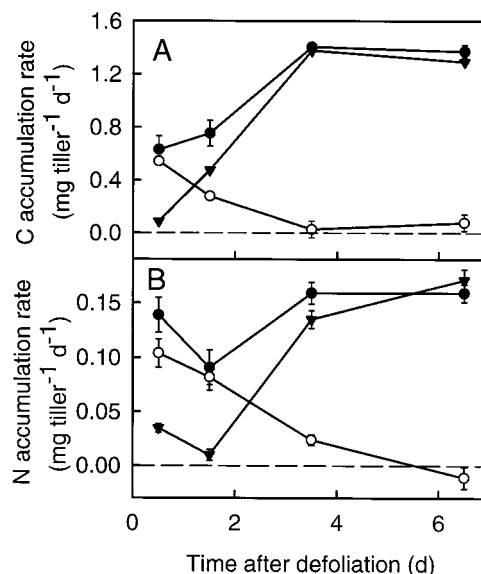 A
C accumulation rate
(mg tiller⁻¹ d⁻¹)
1.6
1.2
0.8
0.4
0.0
B
N accumulation rate
(mg tiller⁻¹ d⁻¹)
0.15
0.10
0.05
0.00
0 2 4 6
Time after defoliation (d)